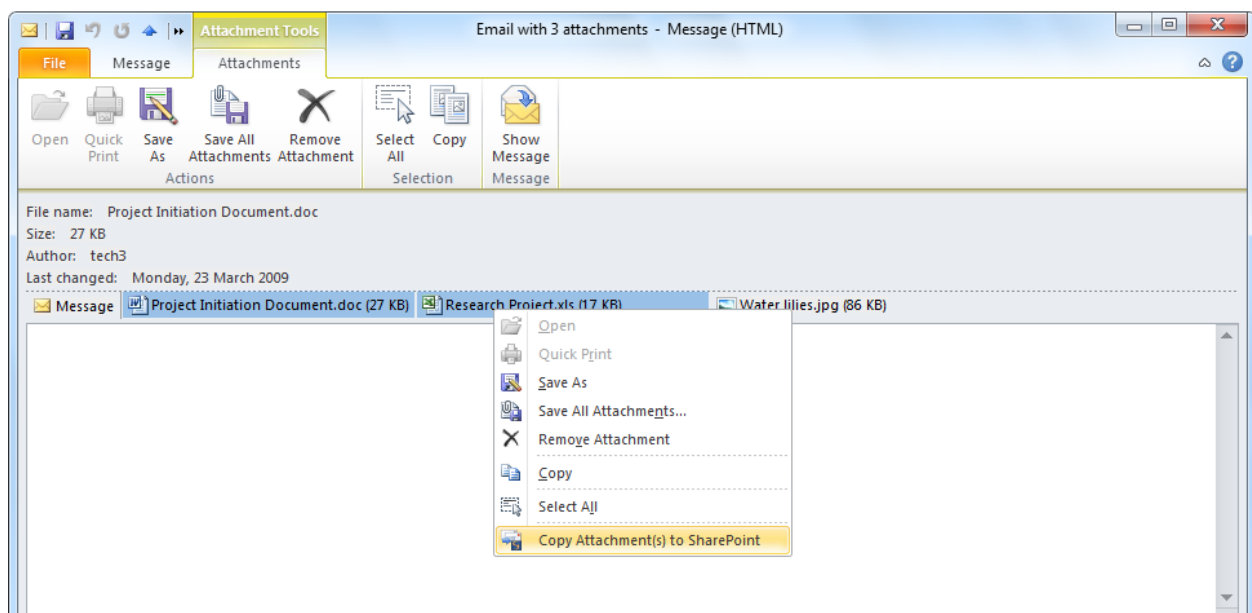 Attachment Tools
Email with 3 attachments - Message (HTML)
File Message Attachments
Open Quick Print Save As Save All Attachments Remove Attachment Select All Copy Show Message
Actions Selection Message
File name: Project Initiation Document.doc
Size: 27 KB
Author: tech3
Last changed: Monday, 23 March 2009
Message Project Initiation Document.doc (27 KB) Research Project.xls (17 KB) Water lilies.jpg (86 KB)
Open
Quick Print
Save As
Save All Attachments...
Remove Attachment
Copy
Select All
Copy Attachment(s) to SharePoint